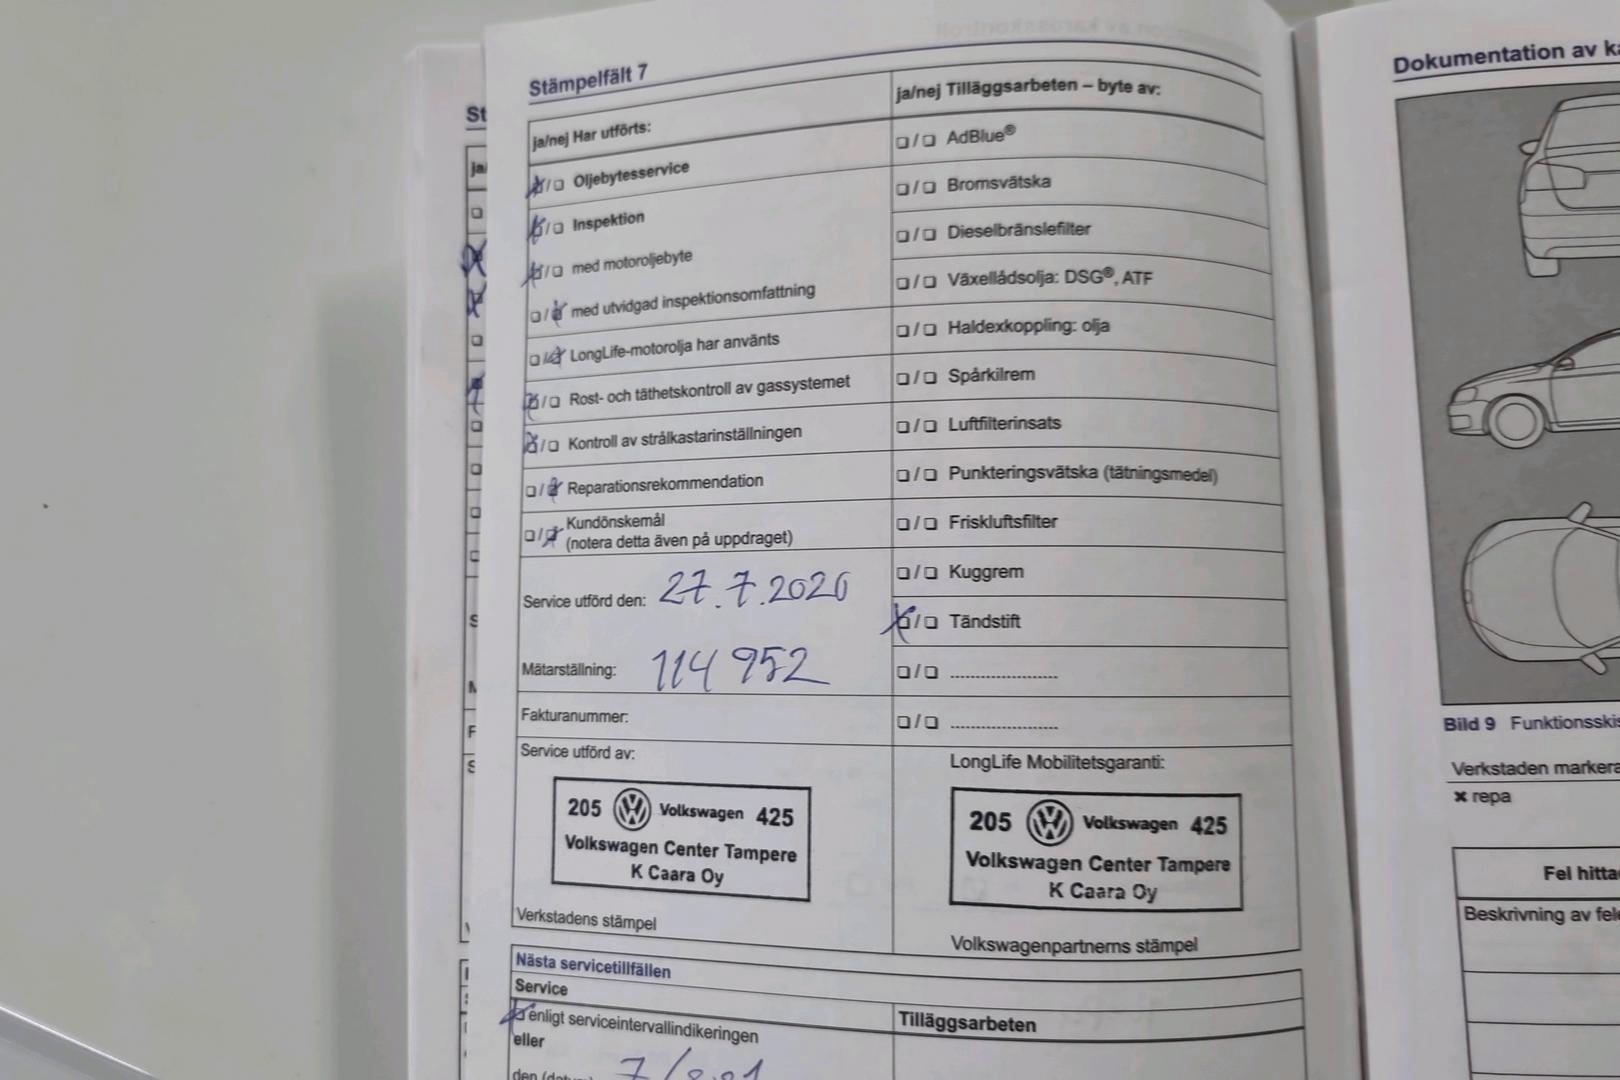 Stämpelfält 7
ja/nej Har utförts:
☒/☐ Oljebytesservice
☒/☐ Inspektion
☒/☐ med motoroljebyte
☐/☒ med utvidgad inspektionsomfattning
☐/☒ LongLife-motorolja har använts
☒/☐ Rost- och täthetskontroll av gassystemet
☒/☐ Kontroll av strålkastarinställningen
☐/☒ Reparationsrekommendation
☐/☒ Kundönskemål
(notera detta även på uppdraget)
Service utförd den: 27.7.2020
Mätarställning: 114 952
Fakturanummer:
Service utförd av:
205 Volkswagen 425
Volkswagen Center Tampere
K Caara Oy
Verkstadens stämpel
ja/nej Tilläggsarbeten – byte av:
☐/☐ AdBlue®
☐/☐ Bromsvätska
☐/☐ Dieselbränslefilter
☐/☐ Växellådsolja: DSG®, ATF
☐/☐ Haldexkoppling: olja
☐/☐ Spårkilrem
☐/☐ Luftfilterinsats
☐/☐ Punkteringsvätska (tätningsmedel)
☐/☐ Friskluftsfilter
☐/☐ Kuggrem
☒/☐ Tändstift
☐/☐ ......................
☐/☐ ......................
LongLife Mobilitetsgaranti:
205 Volkswagen 425
Volkswagen Center Tampere
K Caara Oy
Volkswagenpartnerns stämpel
Nästa servicetillfällen
Service
☒ enligt serviceintervallindikeringen
eller
Tilläggsarbeten
Dokumentation av
Bild 9
Verkstaden
✖ repa
Fel
Beskrivning av